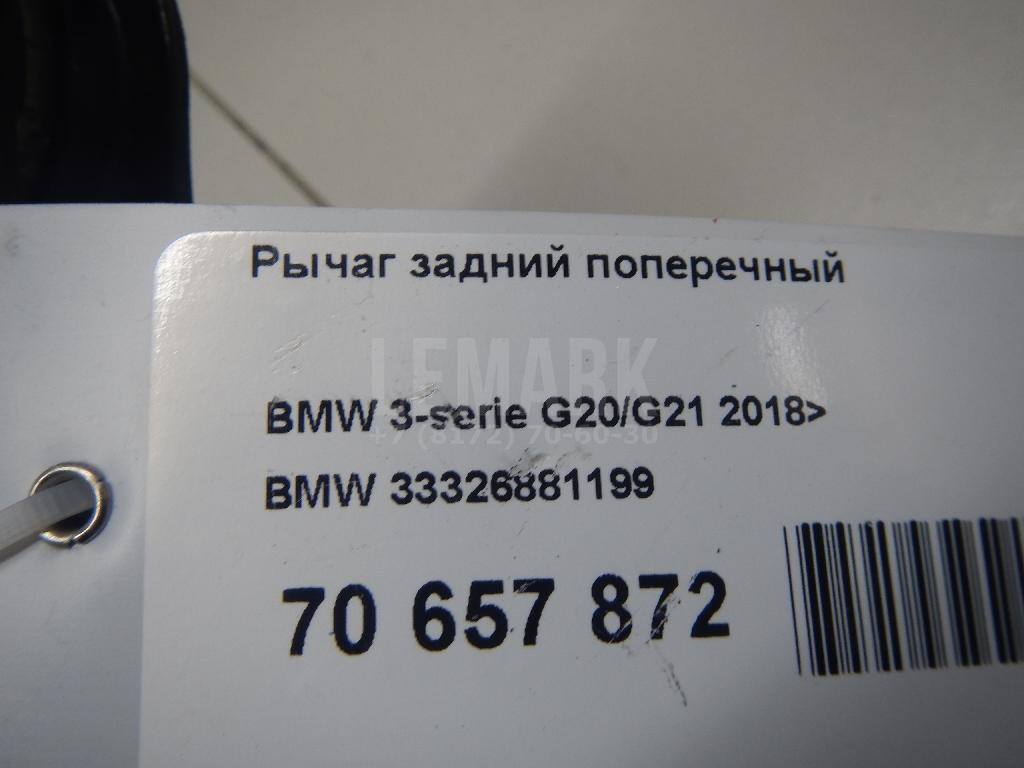 Рычаг задний поперечный
LEMARK
BMW 3-serie G20/G21 2018>
+7 (8172) 70-60-30
BMW 33326881199
70 657 872